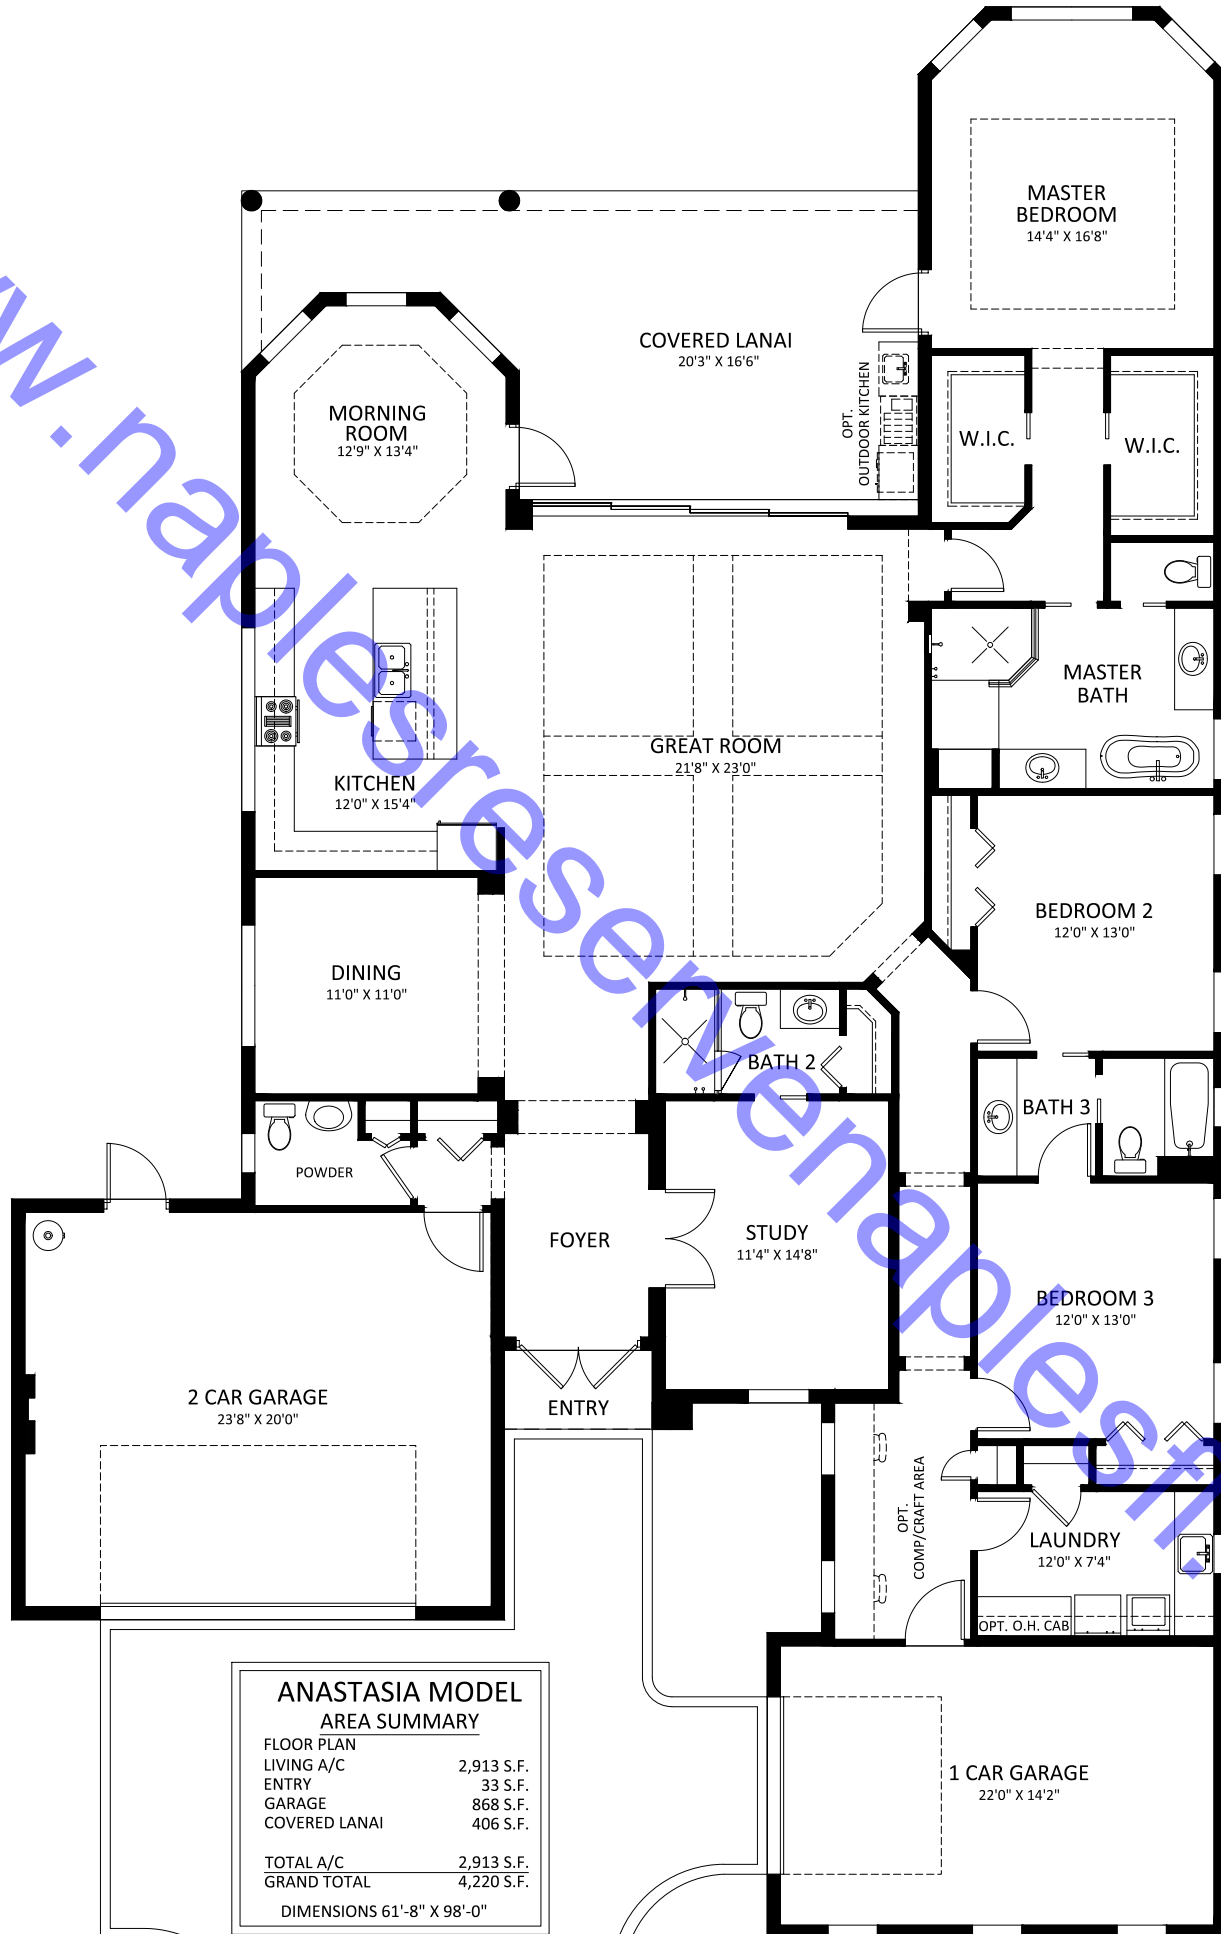 MASTER
BEDROOM
14'4" X 16'8"
COVERED LANAI
20'3" X 16'6"
OPT.
OUTDOOR KITCHEN
MORNING
ROOM
12'9" X 13'4"
W.I.C.
W.I.C.
MASTER
BATH
GREAT ROOM
21'8" X 23'0"
KITCHEN
12'0" X 15'4"
BEDROOM 2
12'0" X 13'0"
DINING
11'0" X 11'0"
BATH 2
BATH 3
POWDER
FOYER
STUDY
11'4" X 14'8"
BEDROOM 3
12'0" X 13'0"
2 CAR GARAGE
23'8" X 20'0"
ENTRY
OPT.
COMP/CRAFT AREA
LAUNDRY
12'0" X 7'4"
OPT. O.H. CAB
1 CAR GARAGE
22'0" X 14'2"
ANASTASIA MODEL
AREA SUMMARY
FLOOR PLAN
LIVING A/C 2,913 S.F.
ENTRY 33 S.F.
GARAGE 868 S.F.
COVERED LANAI 406 S.F.
TOTAL A/C 2,913 S.F.
GRAND TOTAL 4,220 S.F.
DIMENSIONS 61'-8" X 98'-0"
w.naplesreservenaplesfl.